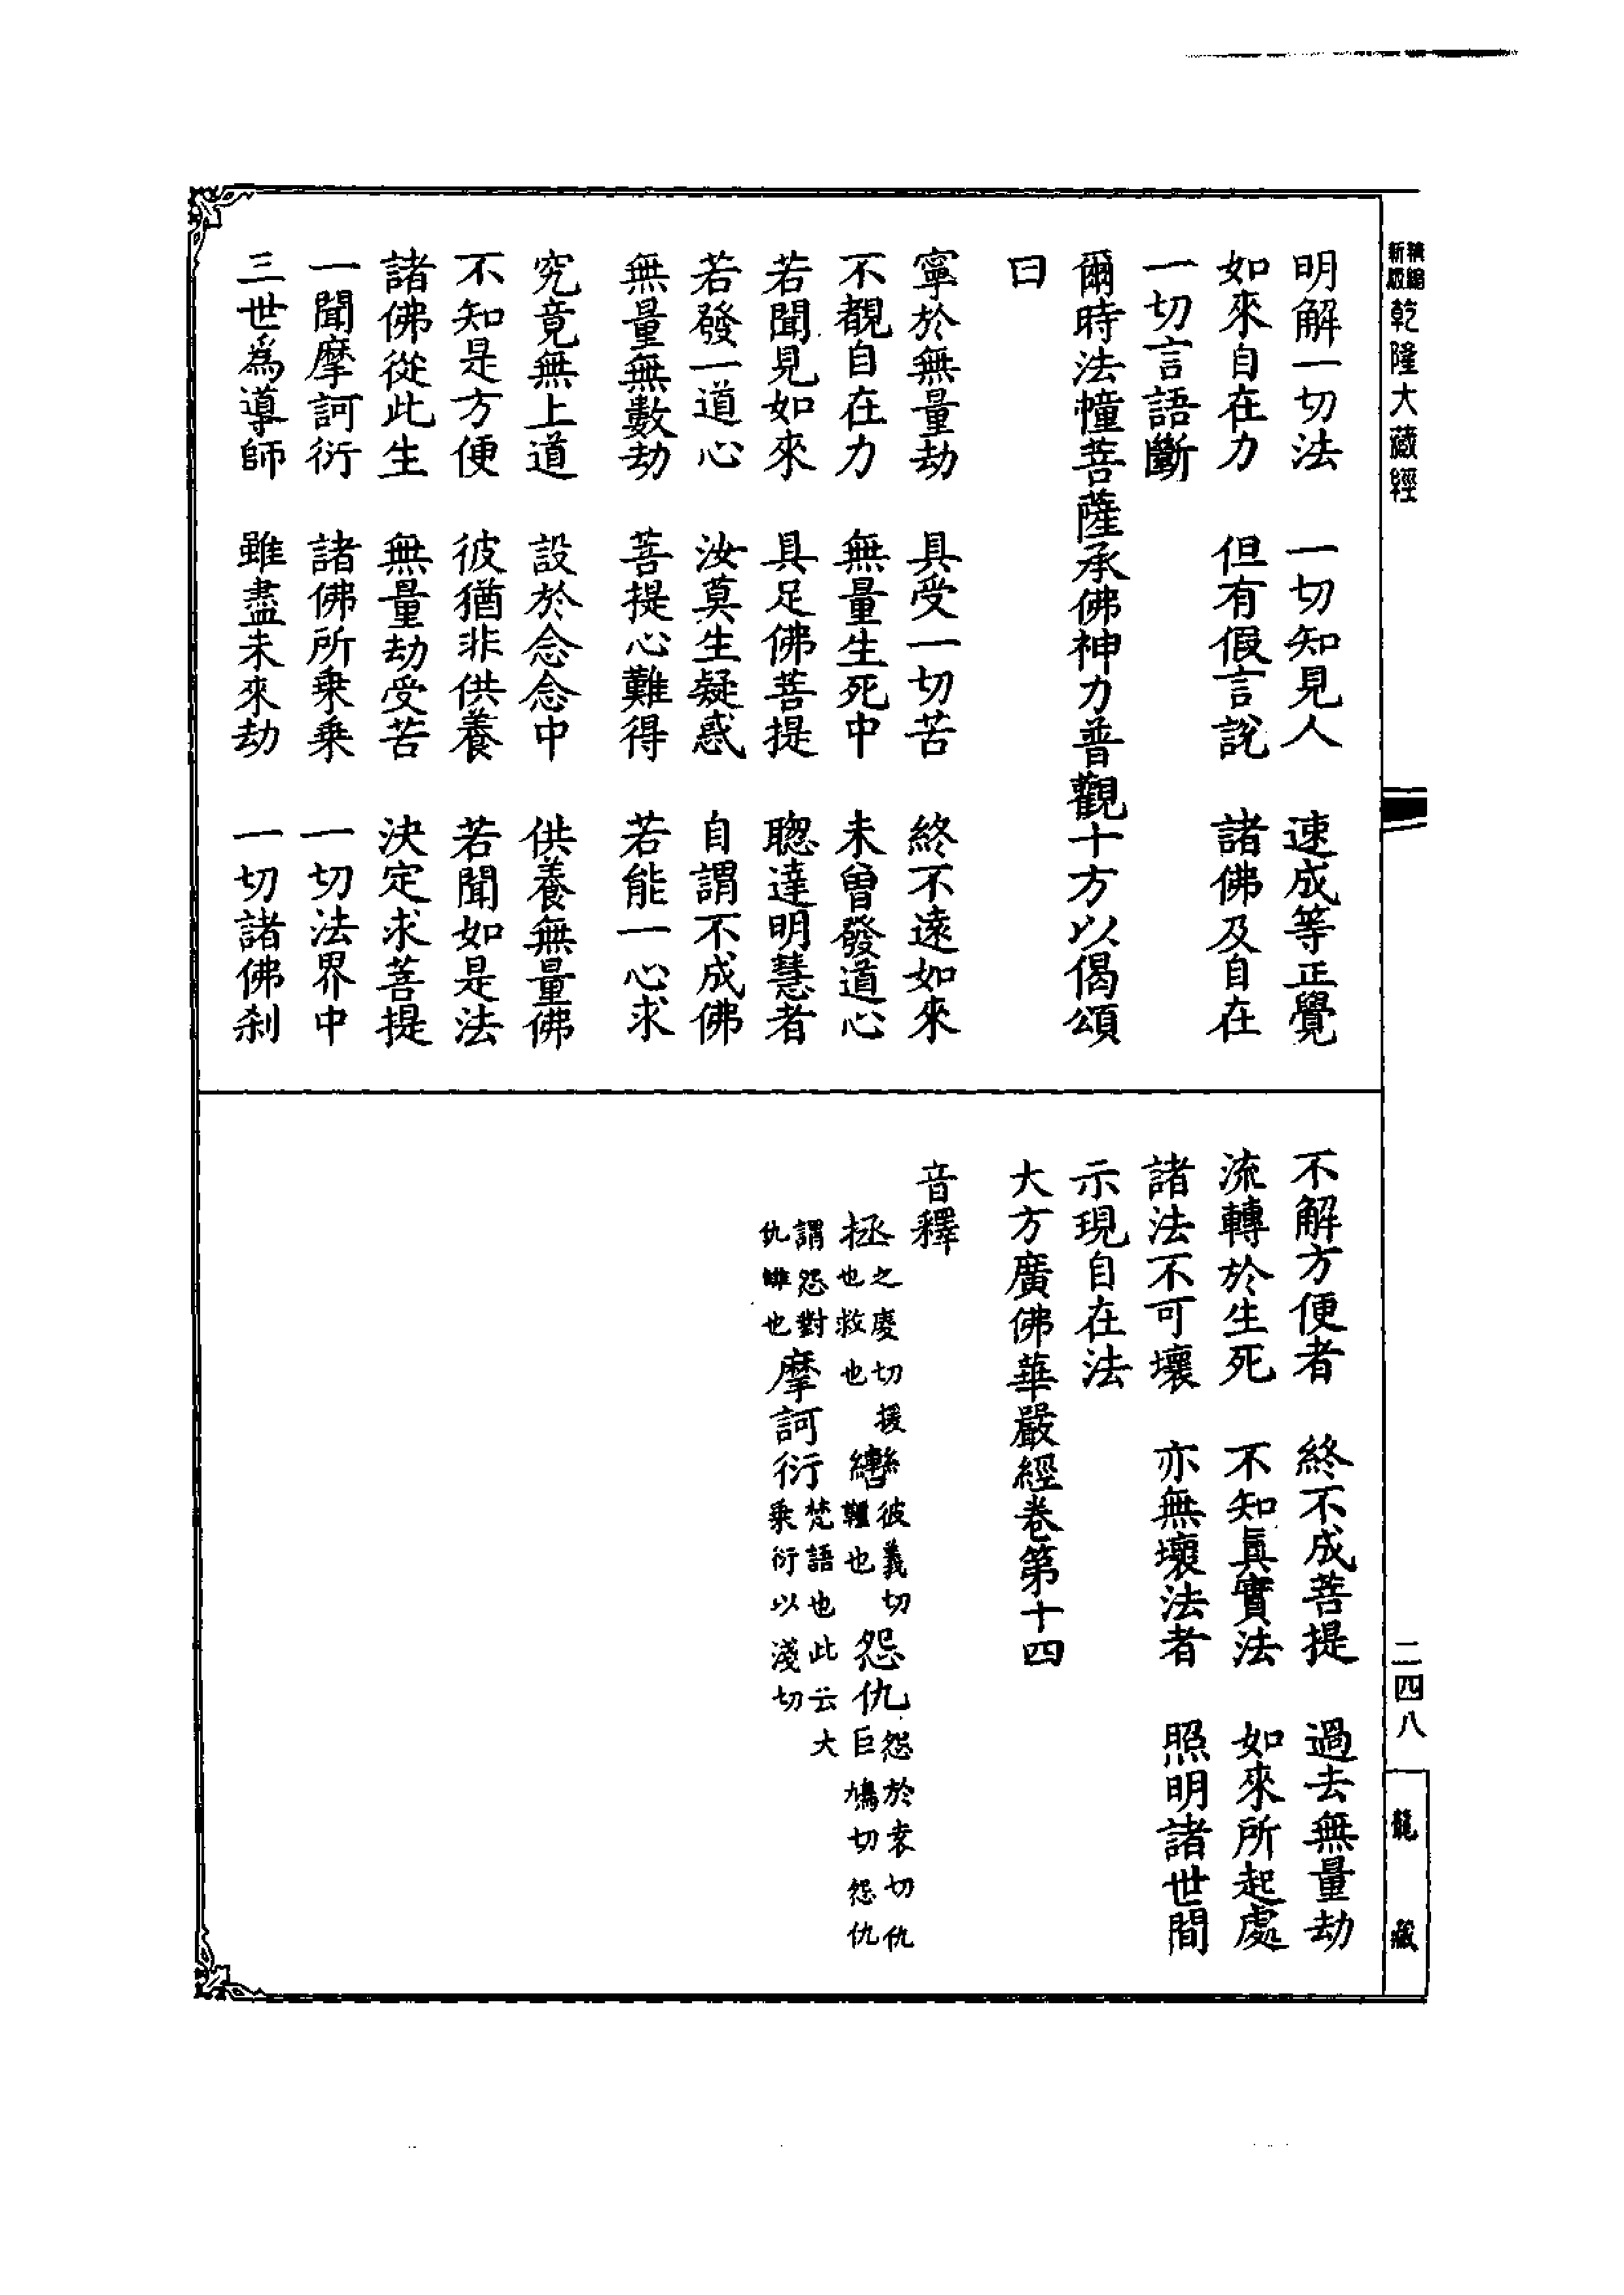 精編
新版
乾隆大藏經
明解一切法　一切知見人　速成等正覺
如來自在力　但有假言說　諸佛及自在
一切言語斷
爾時法幢菩薩承佛神力普觀十方以偈頌
曰
寧於無量劫　具受一切苦　終不遠如來
不覩自在力　無量生死中　未曾發道心
若聞見如來　具足佛菩提　聰達明慧者
若發一道心　汝莫生疑惑　自謂不成佛
無量無數劫　菩提心難得　若能一心求
究竟無上道　設於念念中　供養無量佛
不知是方便　彼猶非供養　若聞如是法
諸佛從此生　無量劫受苦　決定求菩提
一聞摩訶衍　諸佛所乗乗　一切法界中
三世爲導師　雖盡未來劫　一切諸佛刹
不解方便者　終不成菩提　過去無量劫
流轉於生死　不知眞實法　如來所起處
諸法不可壞　亦無壞法者　照明諸世間
示現自在法
大方廣佛華嚴經卷第十四
音釋
拯之庱切援也救也　轡彼義切韁也　怨仇怨於袁切仇巨鳩切怨仇
謂怨對仇讎也　摩訶衍梵語也此云大乗衍以淺切
二四八
龍藏